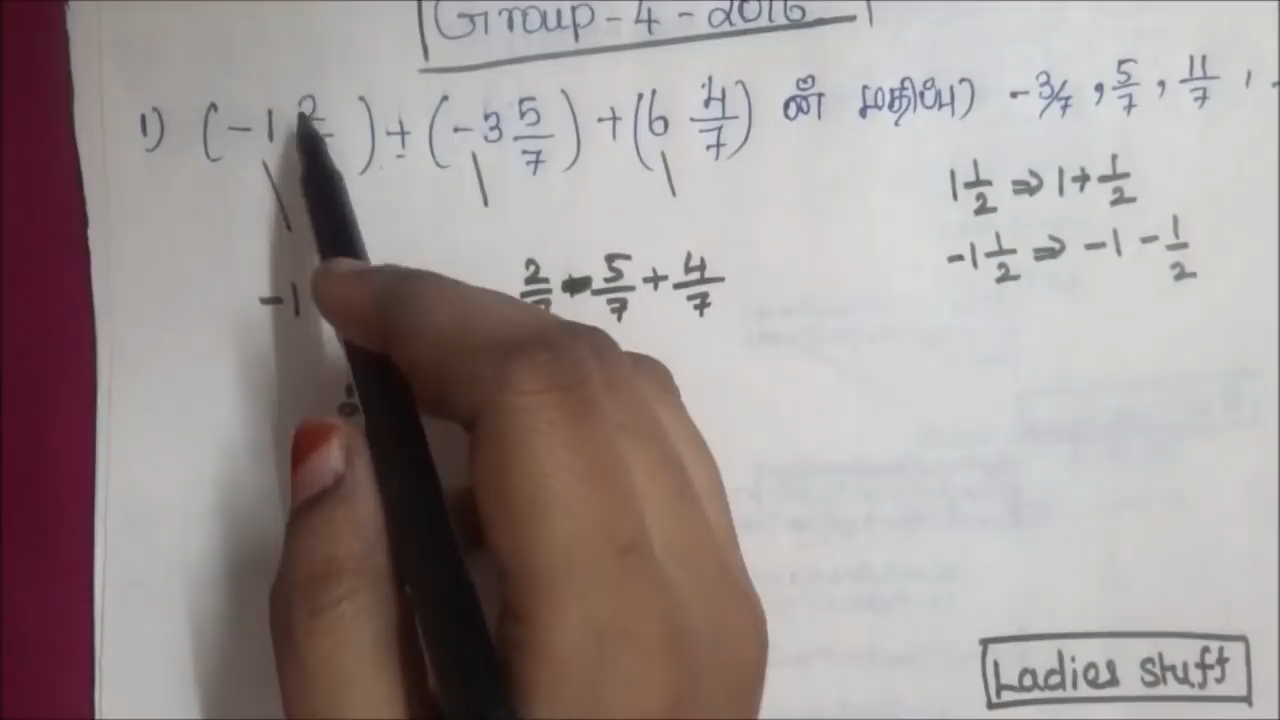 Group - 4 - 2016
1) (-1 2/ ) + (-3 5/7) + (6 4/7) ன் மதிப்பு) -3/7, 5/7, 11/7,
1 1/2 ⇒ 1 + 1/2
-1 1/2 ⇒ -1 - 1/2
-1 2/7 - 5/7 + 4/7
Ladies stuff